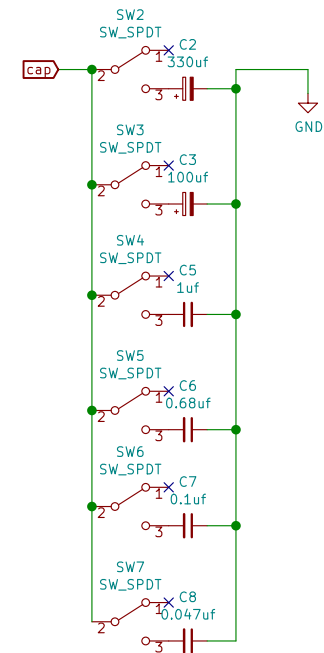 SW2
SW_SPDT
cap
2
1
3
C2
330uf
+
GND
SW3
SW_SPDT
2
1
3
C3
100uf
+
SW4
SW_SPDT
2
1
3
C5
1uf
SW5
SW_SPDT
2
1
3
C6
0.68uf
SW6
SW_SPDT
2
1
3
C7
0.1uf
SW7
SW_SPDT
2
1
3
C8
0.047uf